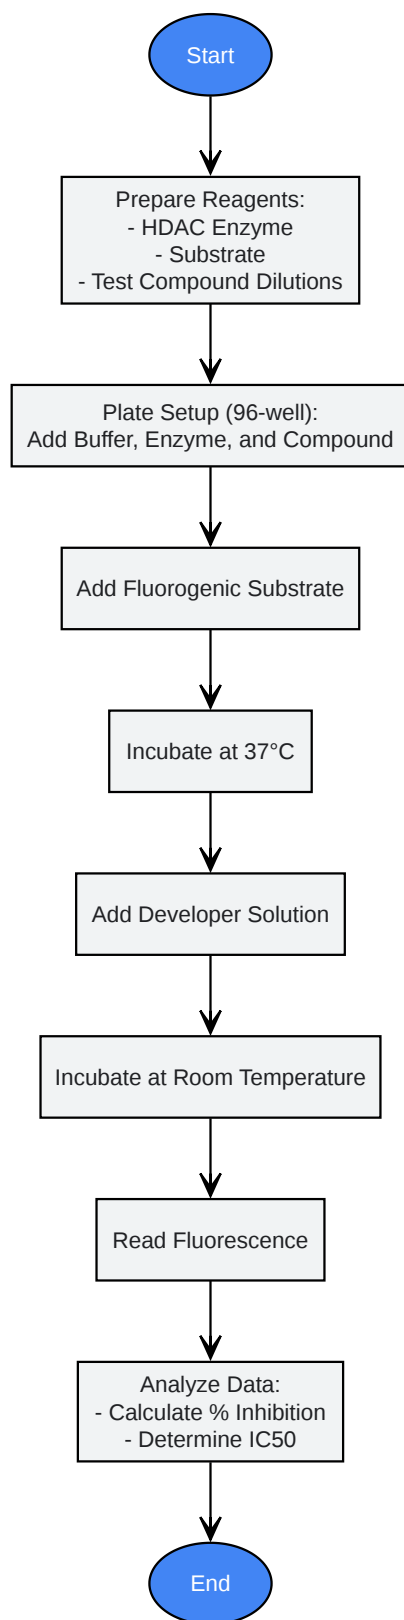 Start
Prepare Reagents:
- HDAC Enzyme
- Substrate
- Test Compound Dilutions
Plate Setup (96-well):
Add Buffer, Enzyme, and Compound
Add Fluorogenic Substrate
Incubate at 37°C
Add Developer Solution
Incubate at Room Temperature
Read Fluorescence
Analyze Data:
- Calculate % Inhibition
- Determine IC50
End